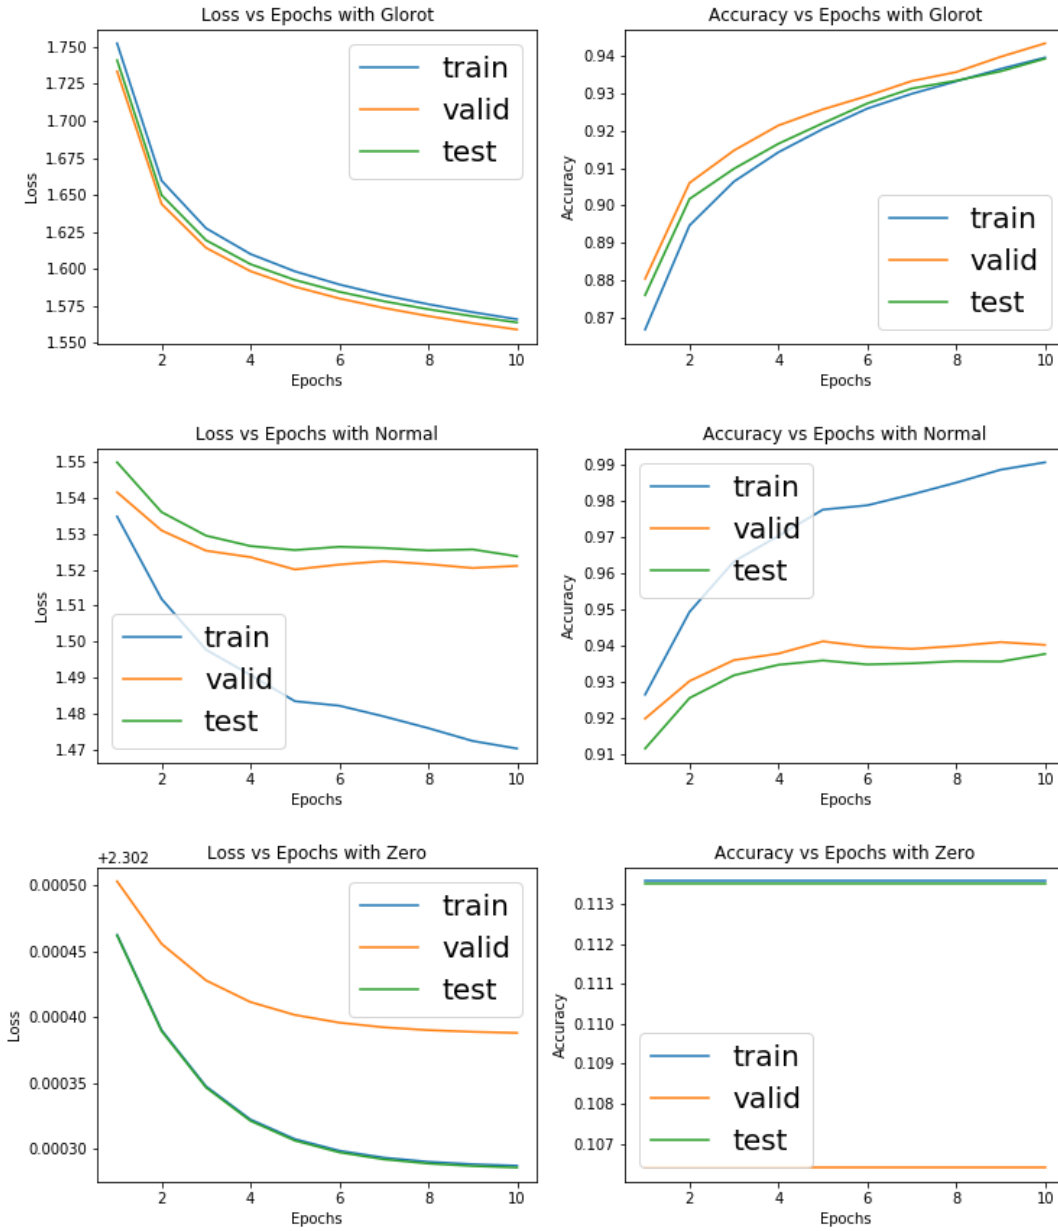 Loss vs Epochs with Glorot
1.750
1.725
1.700
1.675
1.650
1.625
1.600
1.575
1.550
Loss
train
valid
test
2 4 6 8 10
Epochs
Accuracy vs Epochs with Glorot
0.94
0.93
0.92
0.91
0.90
0.89
0.88
0.87
Accuracy
train
valid
test
2 4 6 8 10
Epochs
Loss vs Epochs with Normal
1.55
1.54
1.53
1.52
1.51
1.50
1.49
1.48
1.47
Loss
train
valid
test
2 4 6 8 10
Epochs
Accuracy vs Epochs with Normal
0.99
0.98
0.97
0.96
0.95
0.94
0.93
0.92
0.91
Accuracy
train
valid
test
2 4 6 8 10
Epochs
Loss vs Epochs with Zero
+2.302
0.00050
0.00045
0.00040
0.00035
0.00030
Loss
train
valid
test
2 4 6 8 10
Epochs
Accuracy vs Epochs with Zero
0.113
0.112
0.111
0.110
0.109
0.108
0.107
Accuracy
train
valid
test
2 4 6 8 10
Epochs